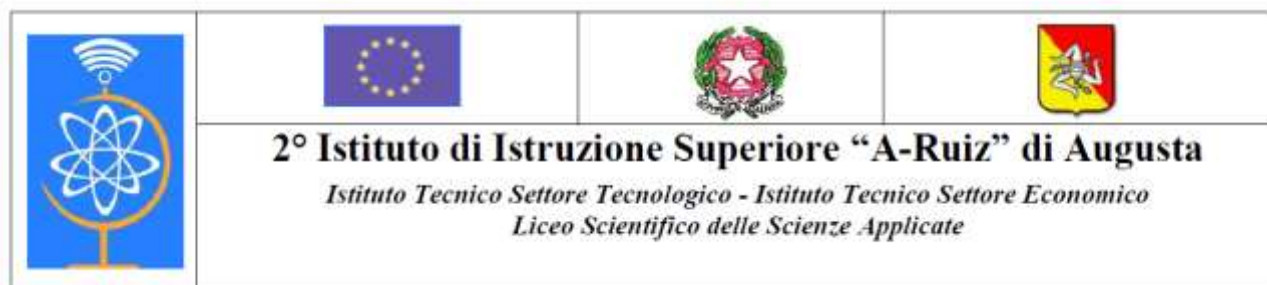 2° Istituto di Istruzione Superiore “A-Ruiz” di Augusta
Istituto Tecnico Settore Tecnologico - Istituto Tecnico Settore Economico
Liceo Scientifico delle Scienze Applicate